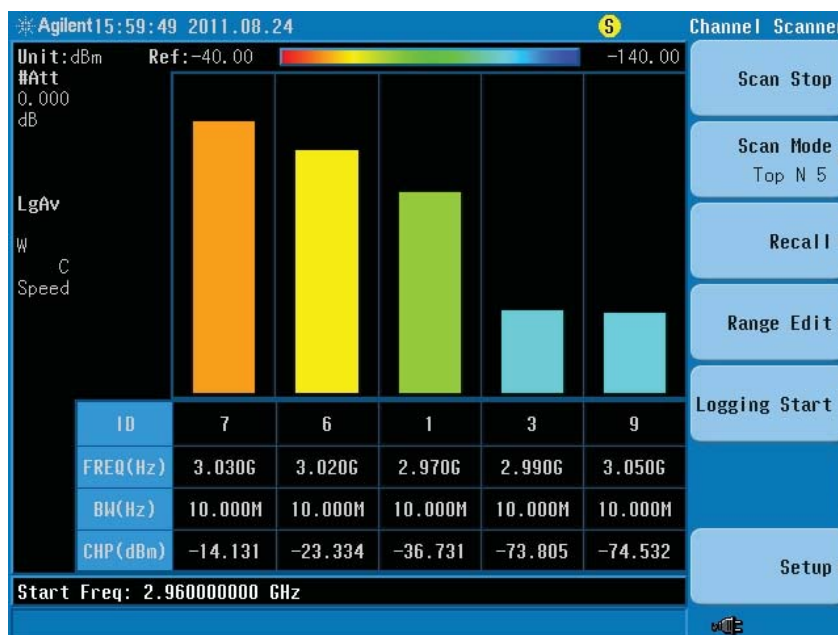 Agilent 15:59:49 2011.08.24 S Channel Scanner
Unit:dBm Ref:-40.00 -140.00
#Att
0.000
dB
LgAv
W
C
Speed
Scan Stop
Scan Mode
Top N 5
Recall
Range Edit
Logging Start
Setup
ID 7 6 1 3 9
FREQ(Hz) 3.030G 3.020G 2.970G 2.990G 3.050G
BW(Hz) 10.000M 10.000M 10.000M 10.000M 10.000M
CHP(dBm) -14.131 -23.334 -36.731 -73.805 -74.532
Start Freq: 2.960000000 GHz